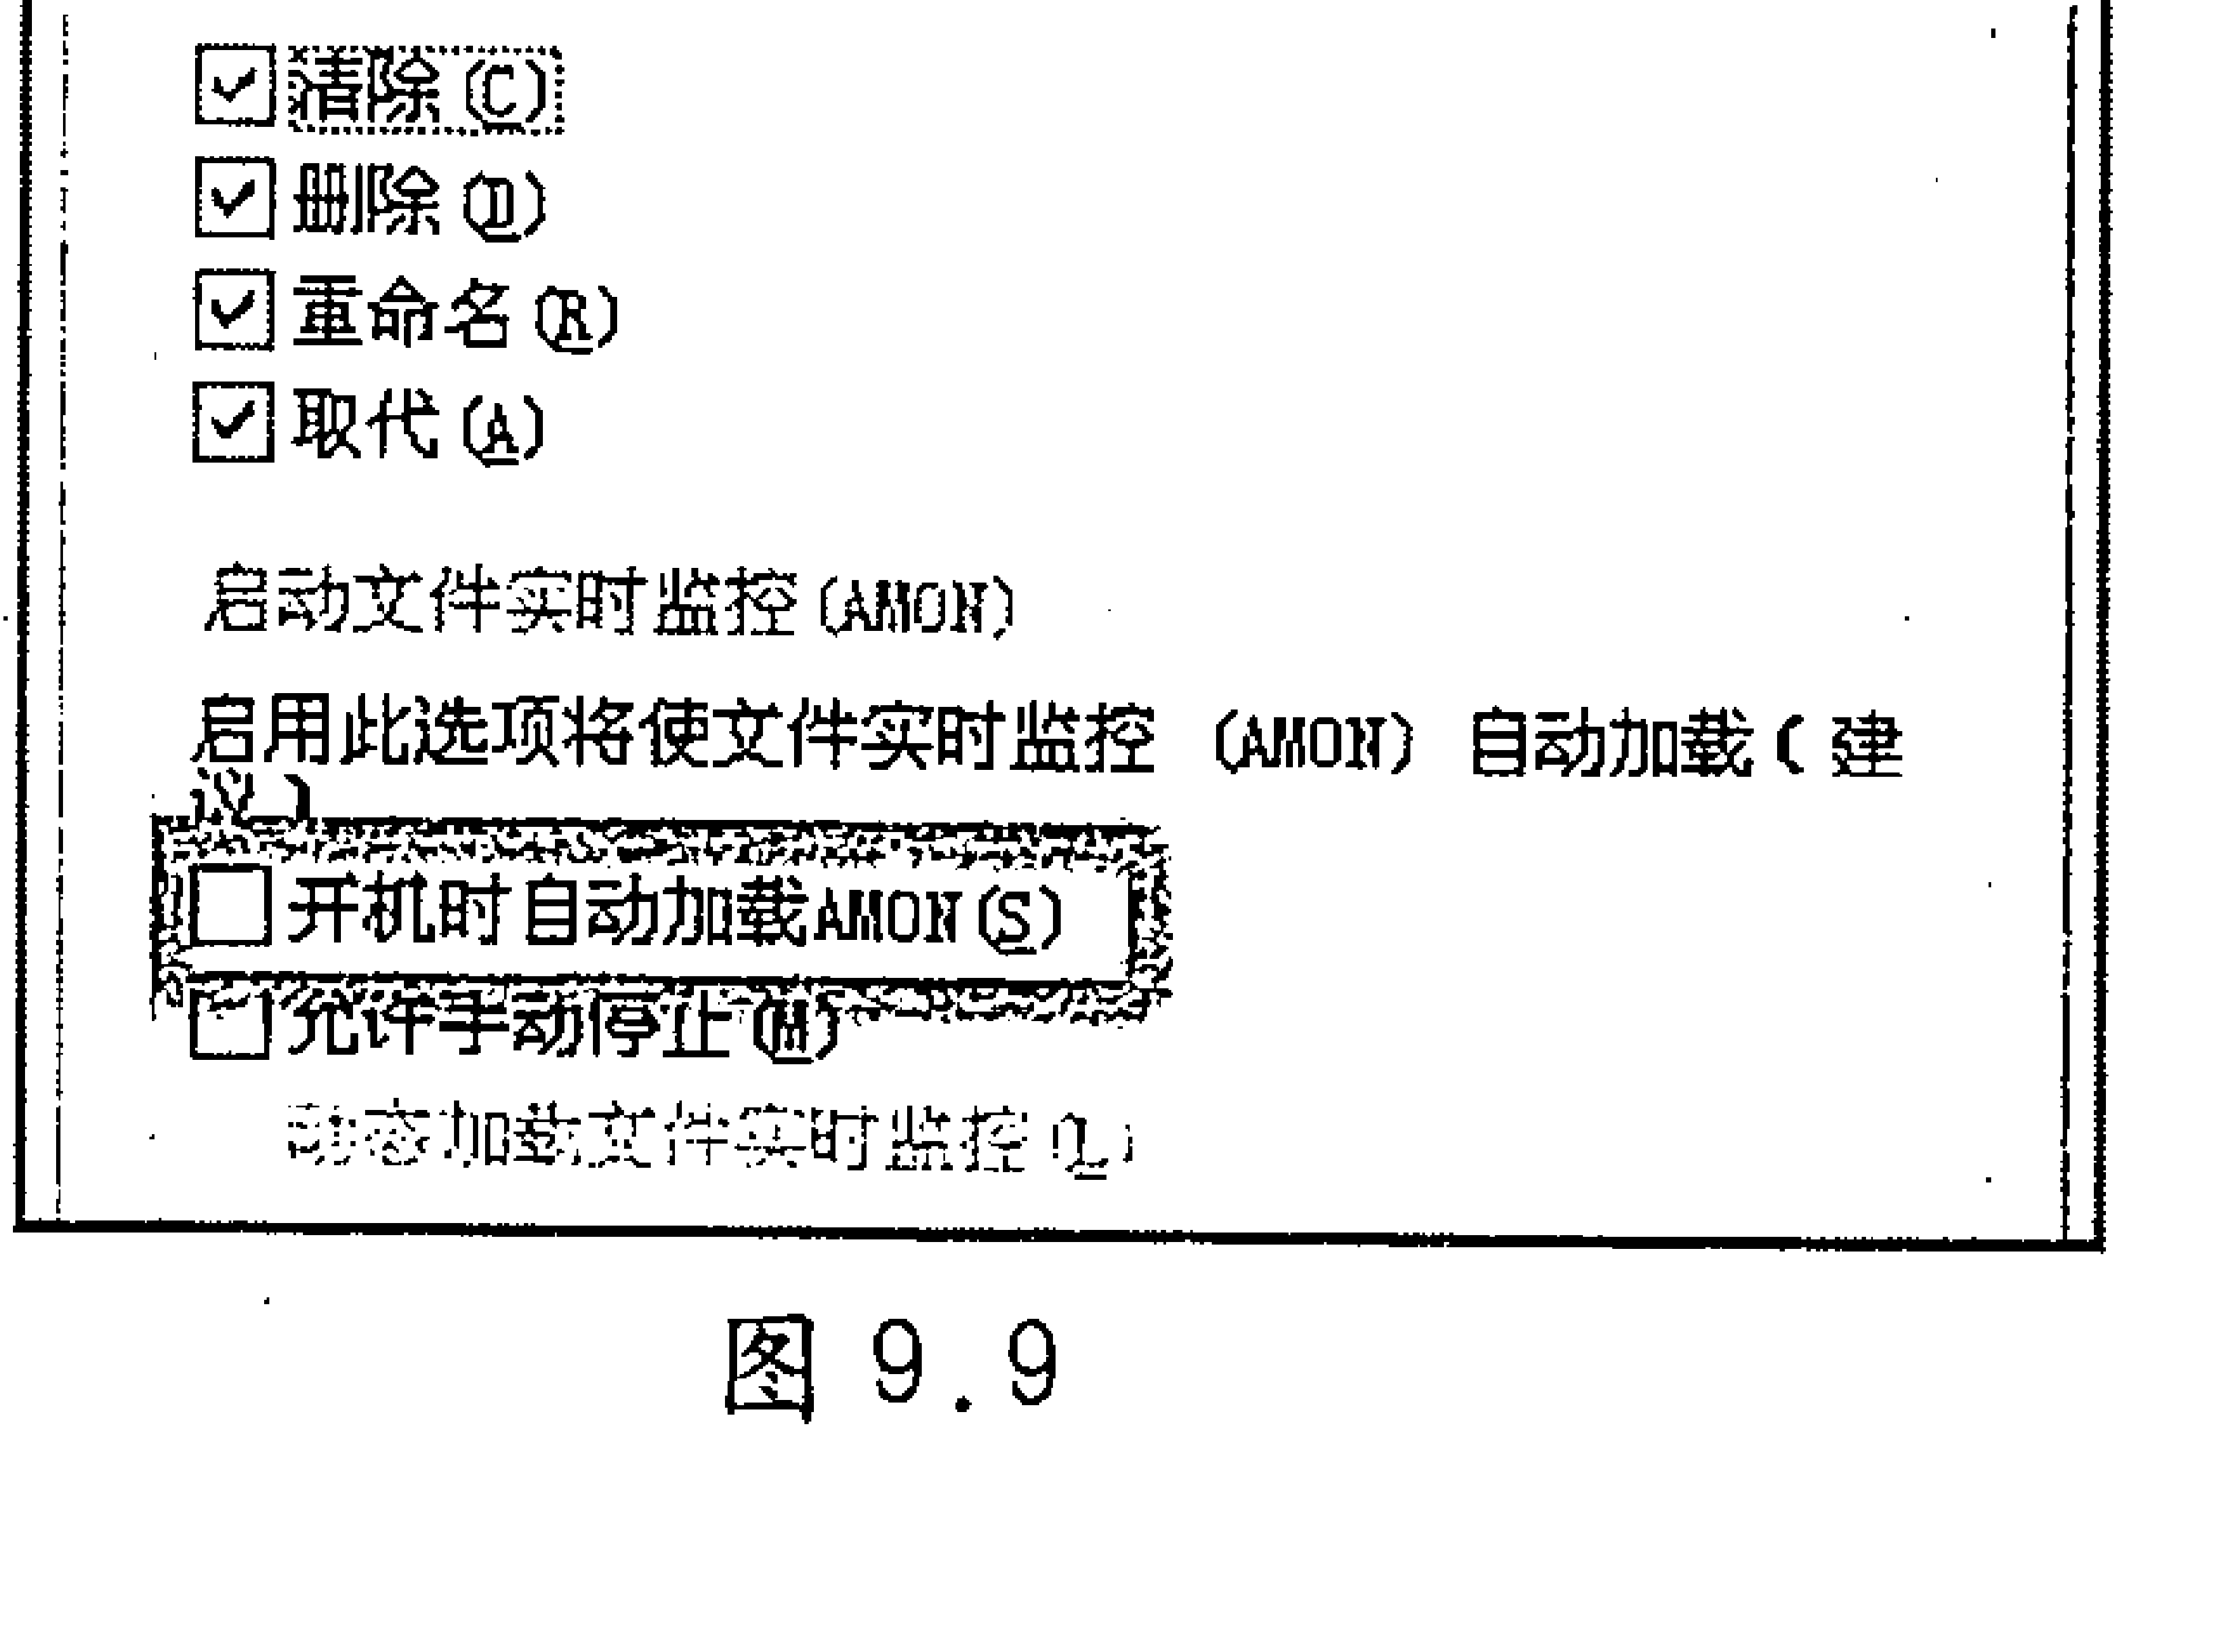 清除(C)
删除(D)
重命名(R)
取代(A)
启动文件实时监控(AMON)
启用此选项将使文件实时监控 (AMON) 自动加载( 建
议)
开机时自动加载AMON(S)
允许手动停止(M)
动态加载文件实时监控(L)
图 9.9